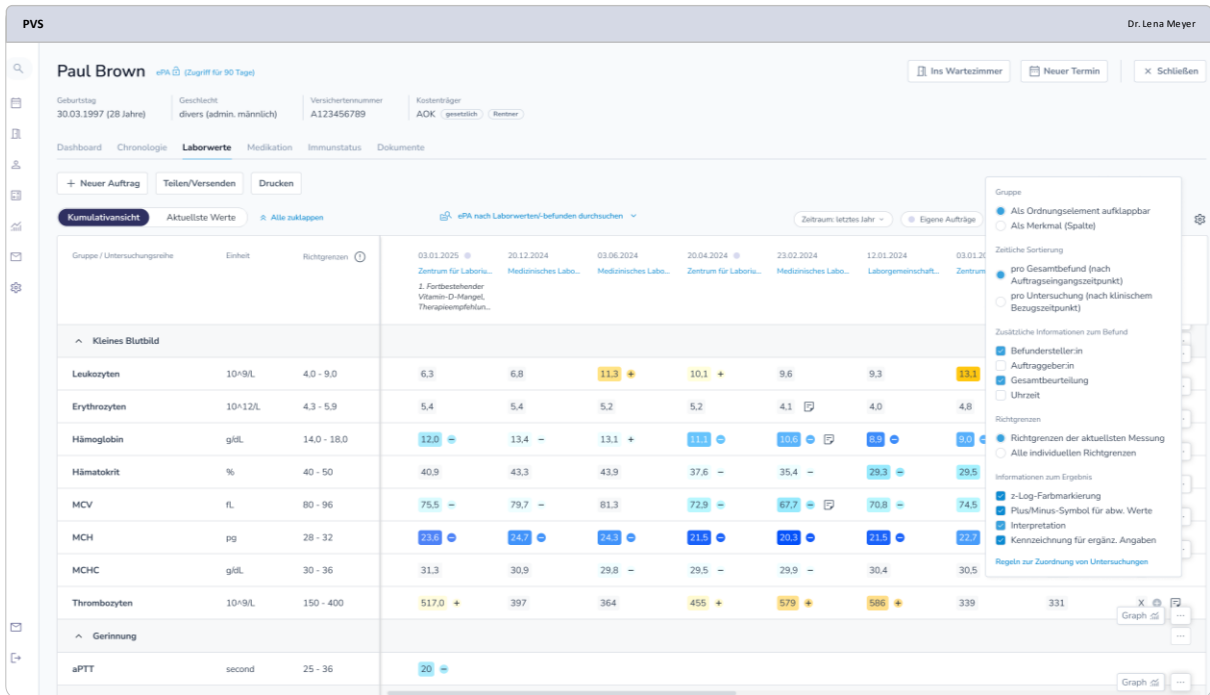 PVS
Dr. Lena Meyer
Paul Brown ePA (Zugriff für 90 Tage)
Ins Wartezimmer
Neuer Termin
× Schließen
Geburtstag Geschlecht Versichertennummer Kostenträger
30.03.1997 (28 Jahre) divers (admin. männlich) A123456789 AOK gesetzlich Rentner
Dashboard Chronologie Laborwerte Medikation Immunstatus Dokumente
+ Neuer Auftrag Teilen/Versenden Drucken
Kumulativansicht Aktuellste Werte Alle zuklappen ePA nach Laborwerten/-befunden durchsuchen Zeitraum: letztes Jahr Eigene Aufträge
Gruppe / Untersuchungsreihe Einheit Richtgrenzen 03.01.2025 20.12.2024 03.06.2024 20.04.2024 23.02.2024 12.01.2024 03.01.20
Zentrum für Laboriu... Medizinisches Labo... Medizinisches Labo... Zentrum für Laboriu... Medizinisches Labo... Laborgemeinschaft... Zentrum
1. Fortbestehender
Vitamin-D-Mangel,
Therapieempfehlun...
Kleines Blutbild
Leukozyten 10^9/L 4,0 - 9,0 6,3 6,8 11,3 + 10,1 + 9,6 9,3 13,1
Erythrozyten 10^12/L 4,3 - 5,9 5,4 5,4 5,2 5,2 4,1 4,0 4,8
Hämoglobin g/dL 14,0 - 18,0 12,0 − 13,4 − 13,1 + 11,1 − 10,6 − 8,9 − 9,0 −
Hämatokrit % 40 - 50 40,9 43,3 43,9 37,6 − 35,4 − 29,3 − 29,5
MCV fL 80 - 96 75,5 − 79,7 − 81,3 72,9 − 67,7 − 70,8 − 74,5
MCH pg 28 - 32 23,6 − 24,7 − 24,3 − 21,5 − 20,3 − 21,5 − 22,7
MCHC g/dL 30 - 36 31,3 30,9 29,8 − 29,5 − 29,9 − 30,4 30,5
Thrombozyten 10^9/L 150 - 400 517,0 + 397 364 455 + 579 + 586 + 339 331 X
Graph ...
Gerinnung
...
aPTT second 25 - 36 20 −
Graph ...
Gruppe
Als Ordnungselement aufklappbar
Als Merkmal (Spalte)
Zeitliche Sortierung
pro Gesamtbefund (nach
Auftragseingangszeitpunkt)
pro Untersuchung (nach klinischem
Bezugszeitpunkt)
Zusätzliche Informationen zum Befund
Befundersteller:in
Auftraggeber:in
Gesamtbeurteilung
Uhrzeit
Richtgrenzen
Richtgrenzen der aktuellsten Messung
Alle individuellen Richtgrenzen
Informationen zum Ergebnis
z-Log-Farbmarkierung
Plus/Minus-Symbol für abw. Werte
Interpretation
Kennzeichnung für ergänz. Angaben
Regeln zur Zuordnung von Untersuchungen